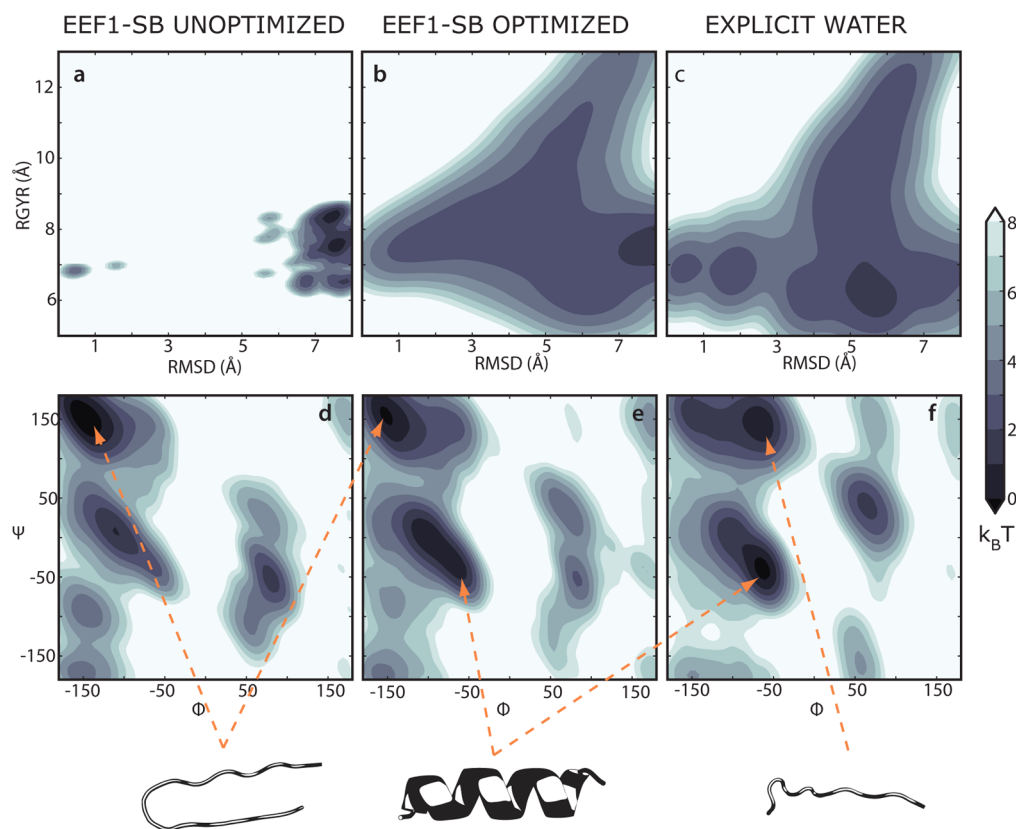 EEF1-SB UNOPTIMIZED EEF1-SB OPTIMIZED EXPLICIT WATER
a b c
12
10
8
6
RGYR (Å)
1 3 5 7 1 3 5 7 1 3 5 7
RMSD (Å) RMSD (Å) RMSD (Å)
8
6
4
2
0
k_BT
d e f
150
50
-50
-150
Ψ
-150 -50 50 150 -150 -50 50 150 -150 -50 50 150
Φ Φ Φ